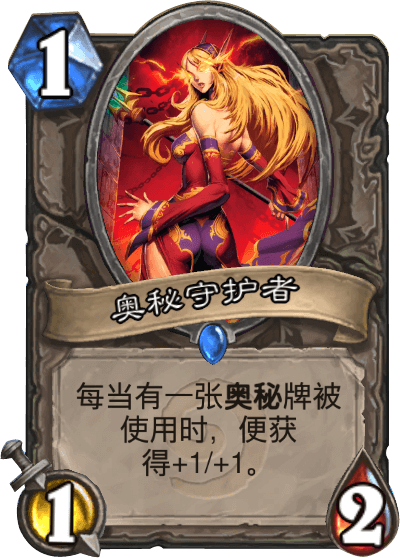 1
奥秘守护者
每当有一张奥秘牌被
使用时，便获
得+1/+1。
1
2